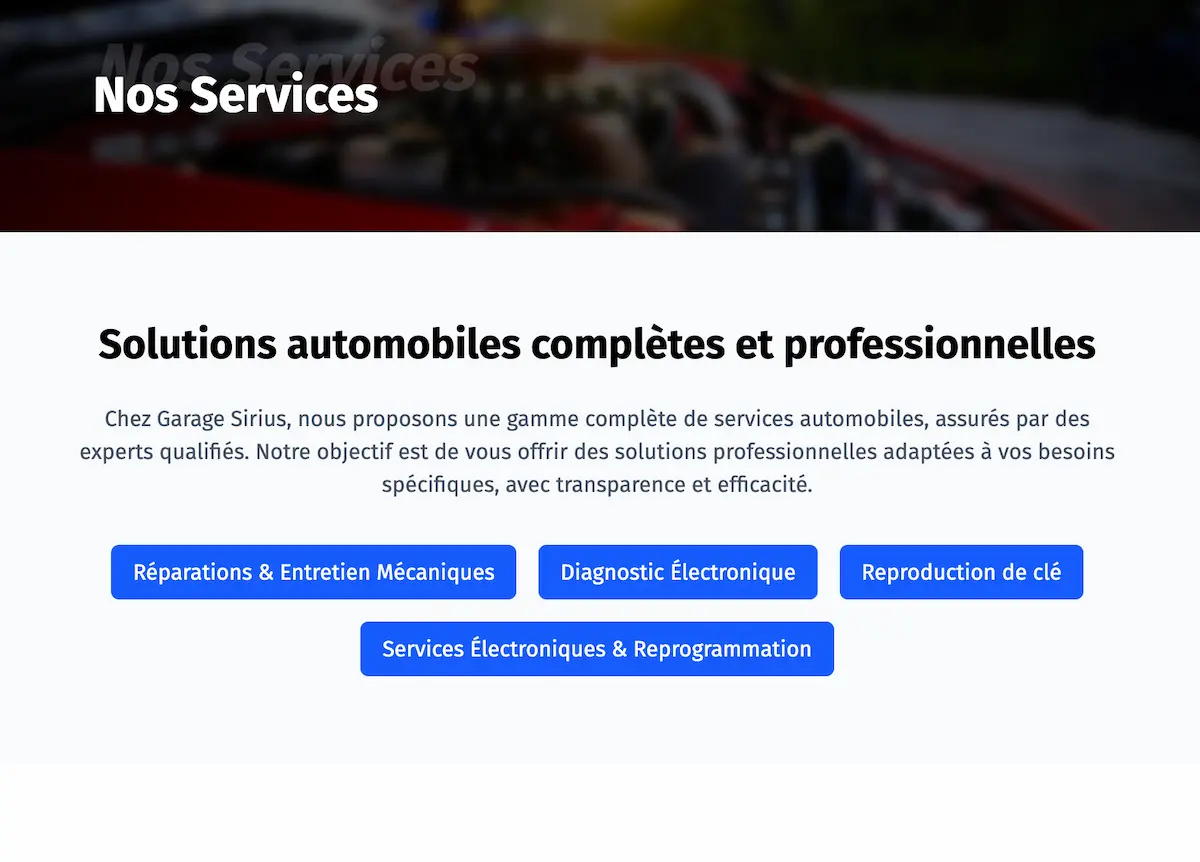 Nos Services
Nos Services
Solutions automobiles complètes et professionnelles
Chez Garage Sirius, nous proposons une gamme complète de services automobiles, assurés par des
experts qualifiés. Notre objectif est de vous offrir des solutions professionnelles adaptées à vos besoins
spécifiques, avec transparence et efficacité.
Réparations & Entretien Mécaniques
Diagnostic Électronique
Reproduction de clé
Services Électroniques & Reprogrammation